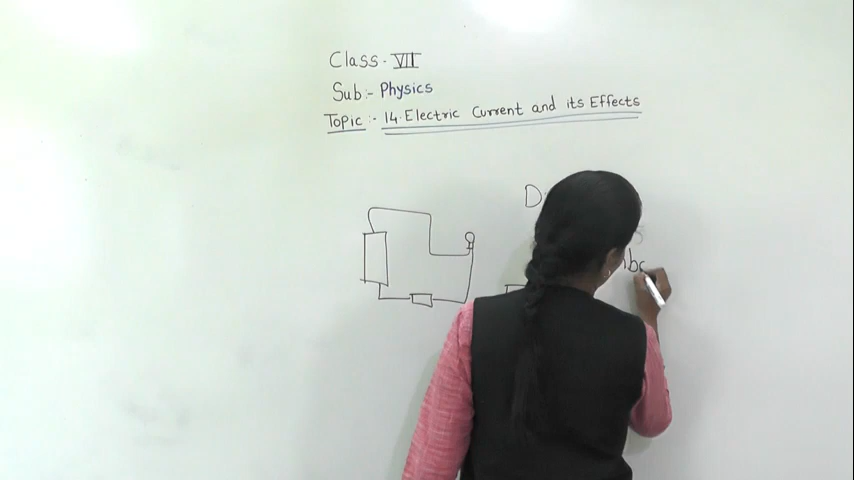 Class - VII
Sub:- Physics
Topic:- 14. Electric Current and its Effects